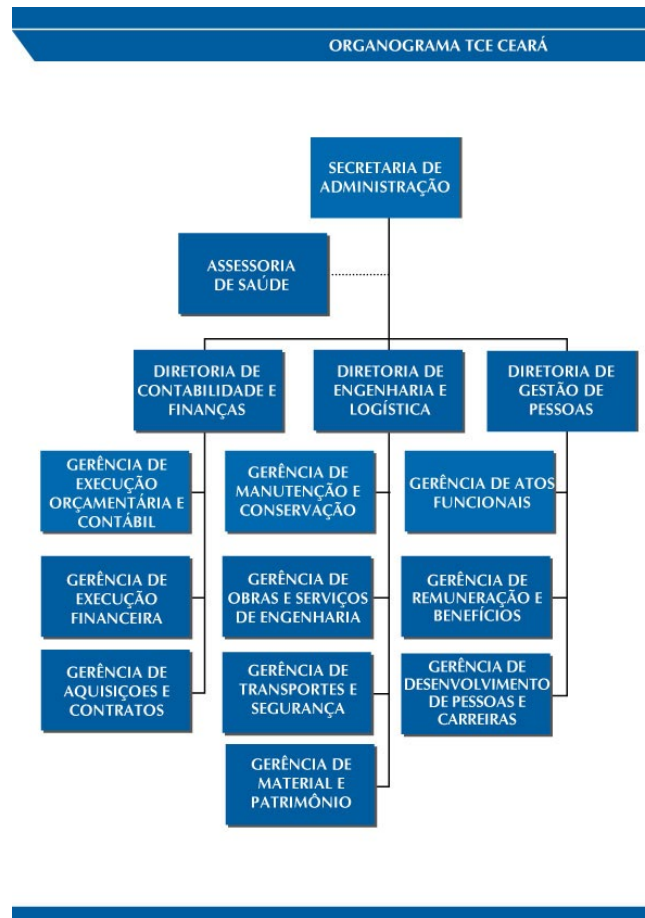 ORGANOGRAMA TCE CEARÁ
SECRETARIA DE
ADMINISTRAÇÃO
ASSESSORIA
DE SAÚDE
DIRETORIA DE
CONTABILIDADE E
FINANÇAS
DIRETORIA DE
ENGENHARIA E
LOGÍSTICA
DIRETORIA DE
GESTÃO DE
PESSOAS
GERÊNCIA DE
EXECUÇÃO
ORÇAMENTÁRIA E
CONTÁBIL
GERÊNCIA DE
MANUTENÇÃO E
CONSERVAÇÃO
GERÊNCIA DE ATOS
FUNCIONAIS
GERÊNCIA DE
EXECUÇÃO
FINANCEIRA
GERÊNCIA DE
OBRAS E SERVIÇOS
DE ENGENHARIA
GERÊNCIA DE
REMUNERAÇÃO E
BENEFÍCIOS
GERÊNCIA DE
AQUISIÇOES E
CONTRATOS
GERÊNCIA DE
TRANSPORTES E
SEGURANÇA
GERÊNCIA DE
DESENVOLVIMENTO
DE PESSOAS E
CARREIRAS
GERÊNCIA DE
MATERIAL E
PATRIMÔNIO